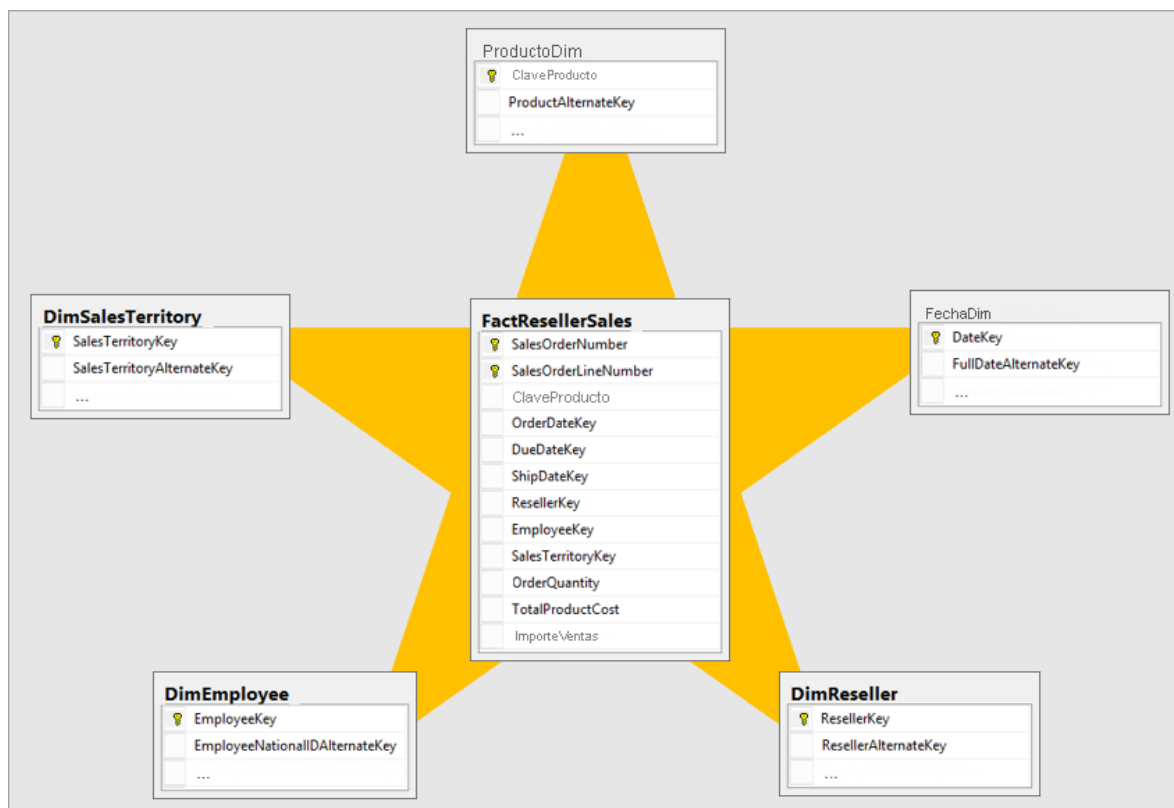 ProductoDim
ClaveProducto
ProductAlternateKey
...
DimSalesTerritory
SalesTerritoryKey
SalesTerritoryAlternateKey
...
FactResellerSales
SalesOrderNumber
SalesOrderLineNumber
ClaveProducto
OrderDateKey
DueDateKey
ShipDateKey
ResellerKey
EmployeeKey
SalesTerritoryKey
OrderQuantity
TotalProductCost
ImporteVentas
FechaDim
DateKey
FullDateAlternateKey
...
DimEmployee
EmployeeKey
EmployeeNationalIDAlternateKey
...
DimReseller
ResellerKey
ResellerAlternateKey
...